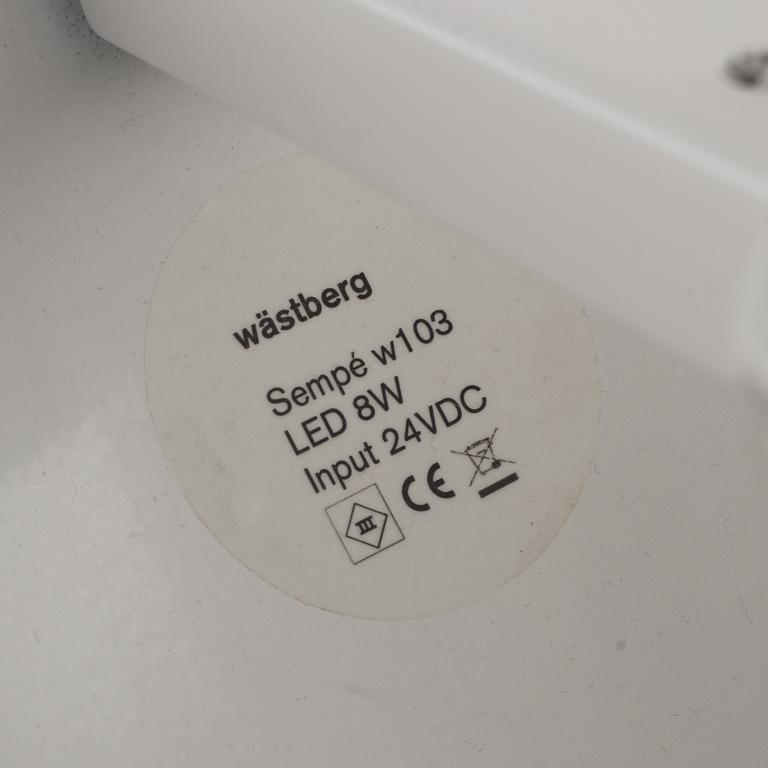 wästberg
Sempé w103
LED 8W
Input 24VDC
III CE